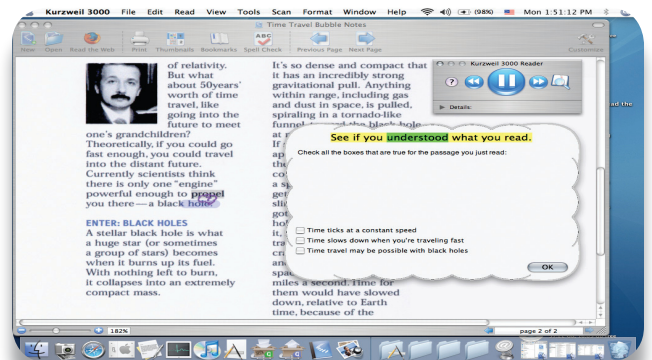 Kurzweil 3000 File Edit Read View Tools Scan Format Window Help (98%) Mon 1:51:12 PM
Time Travel Bubble Notes
New Open Read the Web Print Thumbnails Bookmarks Spell Check Previous Page Next Page Customize
ABC
of relativity.
But what
about 50years'
worth of time
travel, like
going into the
future to meet
one's grandchildren?
Theoretically, if you could go
fast enough, you could travel
into the distant future.
Currently scientists think
there is only one "engine"
powerful enough to propel
you there — a black hole.
ENTER: BLACK HOLES
A stellar black hole is what
a huge star (or sometimes
a group of stars) becomes
when it burns up its fuel.
With nothing left to burn,
it collapses into an extremely
compact mass.
It's so dense and compact that
it has an incredibly strong
gravitational pull. Anything
within range, including gas
and dust in space, is pulled,
spiraling in a tornado-like
miles a second. Time for
them would have slowed
down, relative to Earth
time, because of the
Kurzweil 3000 Reader
Details:
See if you understood what you read.
Check all the boxes that are true for the passage you just read:
Time ticks at a constant speed
Time slows down when you're traveling fast
Time travel may be possible with black holes
OK
ad the
182%
page 2 of 2